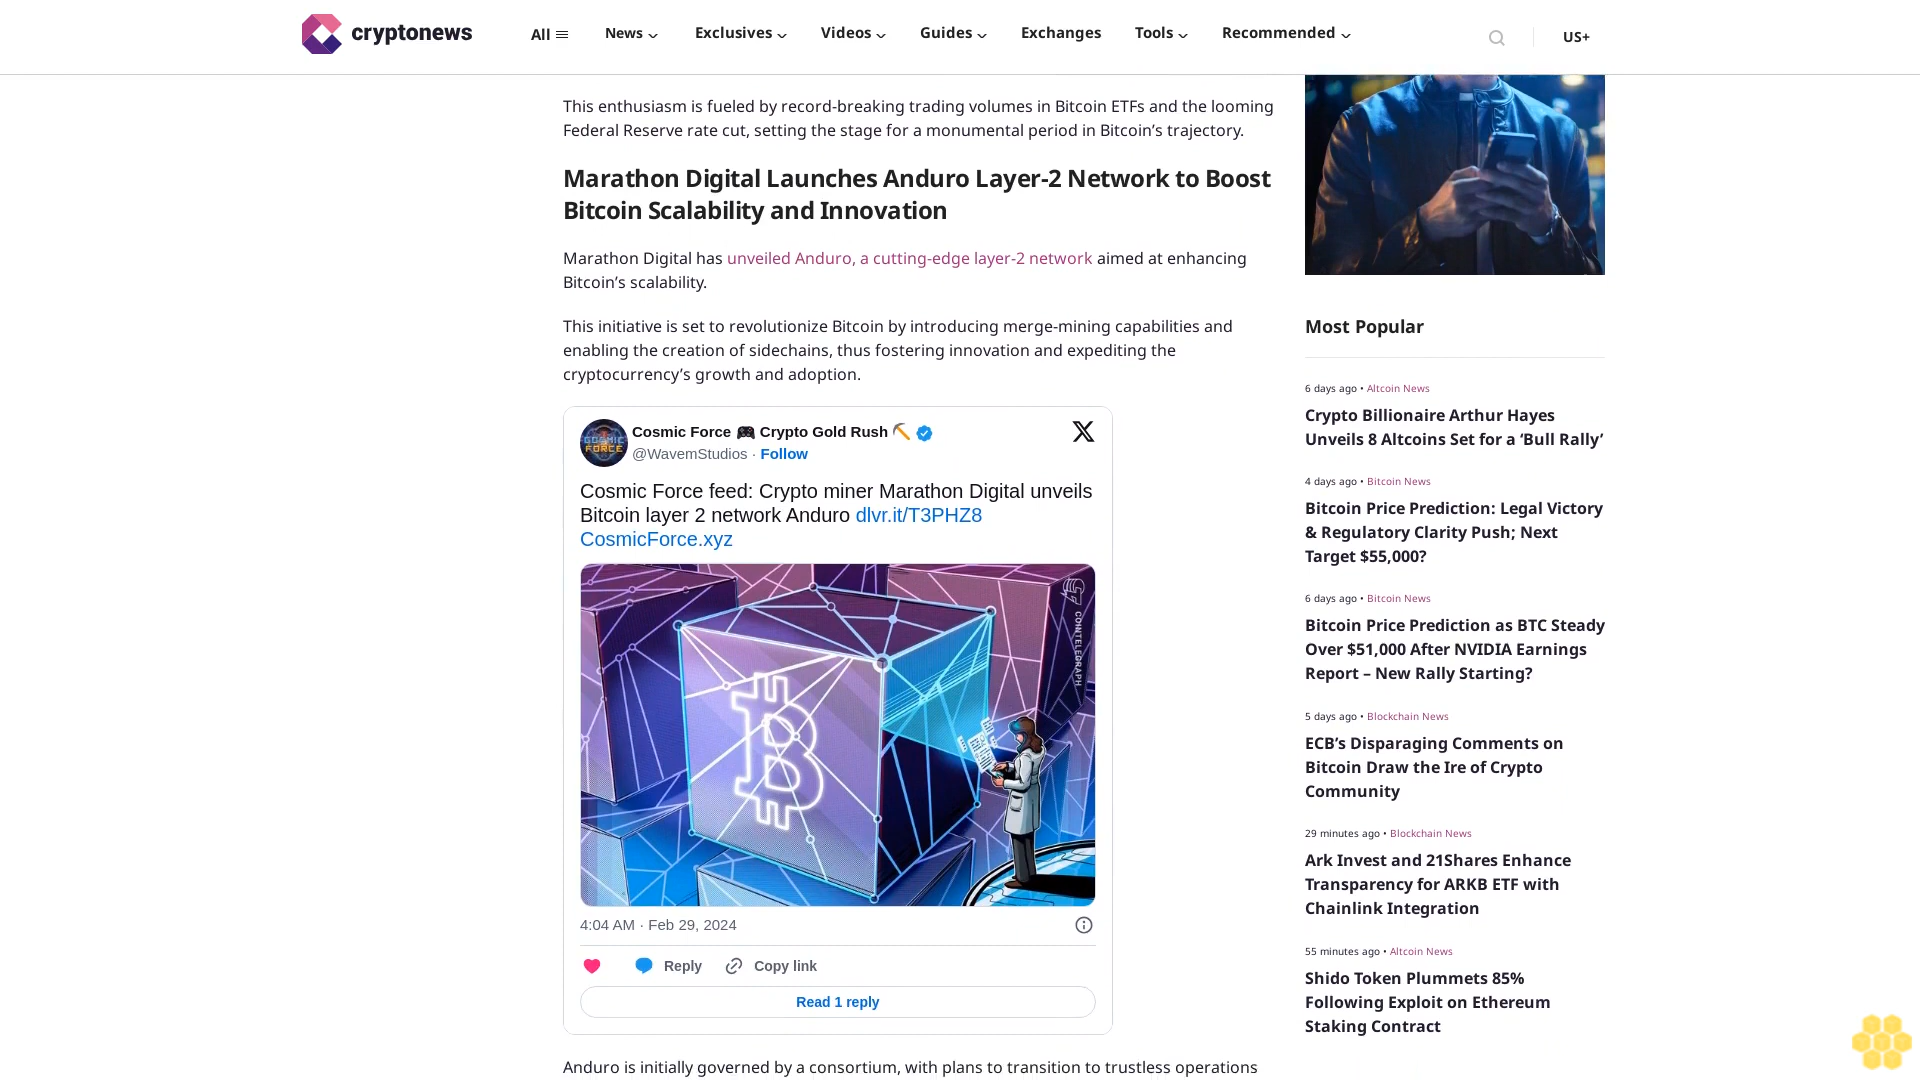 cryptonews
All
News
Exclusives
Videos
Guides
Exchanges
Tools
Recommended
US+
This enthusiasm is fueled by record-breaking trading volumes in Bitcoin ETFs and the looming
Federal Reserve rate cut, setting the stage for a monumental period in Bitcoin’s trajectory.
Marathon Digital Launches Anduro Layer-2 Network to Boost
Bitcoin Scalability and Innovation
Marathon Digital has unveiled Anduro, a cutting-edge layer-2 network aimed at enhancing
Bitcoin’s scalability.
This initiative is set to revolutionize Bitcoin by introducing merge-mining capabilities and
enabling the creation of sidechains, thus fostering innovation and expediting the
cryptocurrency’s growth and adoption.
COSMIC
FORCE
Cosmic Force 🎮 Crypto Gold Rush ⛏️
@WavemStudios · Follow
Cosmic Force feed: Crypto miner Marathon Digital unveils
Bitcoin layer 2 network Anduro dlvr.it/T3PHZ8
CosmicForce.xyz
COINTELEGRAPH
4:04 AM · Feb 29, 2024
Reply
Copy link
Read 1 reply
Anduro is initially governed by a consortium, with plans to transition to trustless operations
Most Popular
6 days ago • Altcoin News
Crypto Billionaire Arthur Hayes
Unveils 8 Altcoins Set for a ‘Bull Rally’
4 days ago • Bitcoin News
Bitcoin Price Prediction: Legal Victory
& Regulatory Clarity Push; Next
Target $55,000?
6 days ago • Bitcoin News
Bitcoin Price Prediction as BTC Steady
Over $51,000 After NVIDIA Earnings
Report – New Rally Starting?
5 days ago • Blockchain News
ECB’s Disparaging Comments on
Bitcoin Draw the Ire of Crypto
Community
29 minutes ago • Blockchain News
Ark Invest and 21Shares Enhance
Transparency for ARKB ETF with
Chainlink Integration
55 minutes ago • Altcoin News
Shido Token Plummets 85%
Following Exploit on Ethereum
Staking Contract